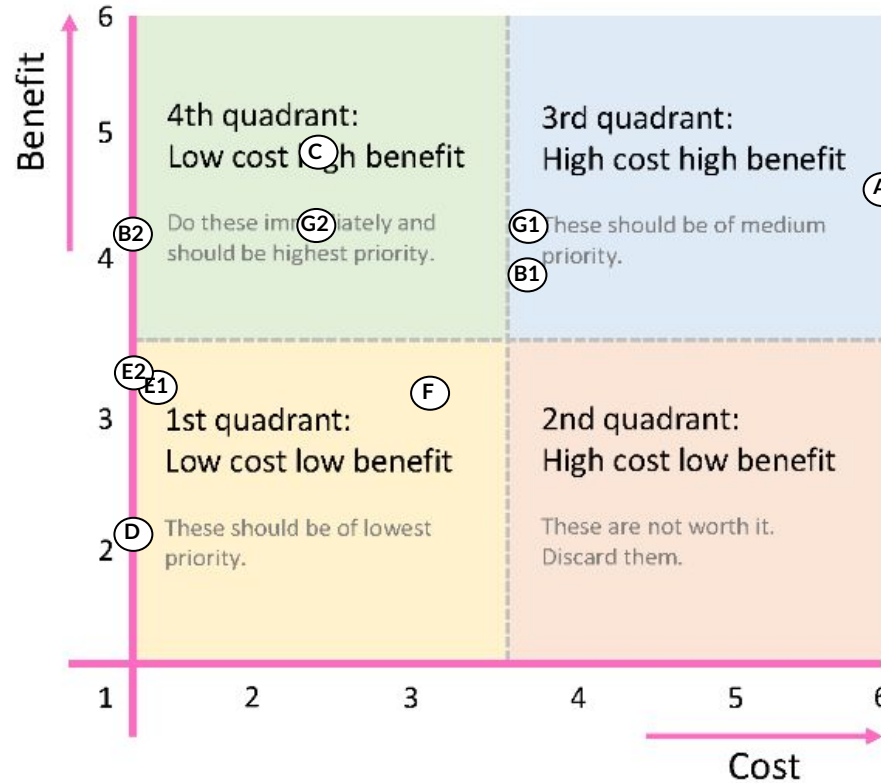 6
Benefit
5
4th quadrant:
Low cost high benefit
C
3rd quadrant:
High cost high benefit
A
Do these immediately and
should be highest priority.
G2
B2
4
G1
These should be of medium
priority.
B1
E2
E1
F
3
1st quadrant:
Low cost low benefit
2nd quadrant:
High cost low benefit
D
2
These should be of lowest
priority.
These are not worth it.
Discard them.
1
2
3
4
5
6
Cost